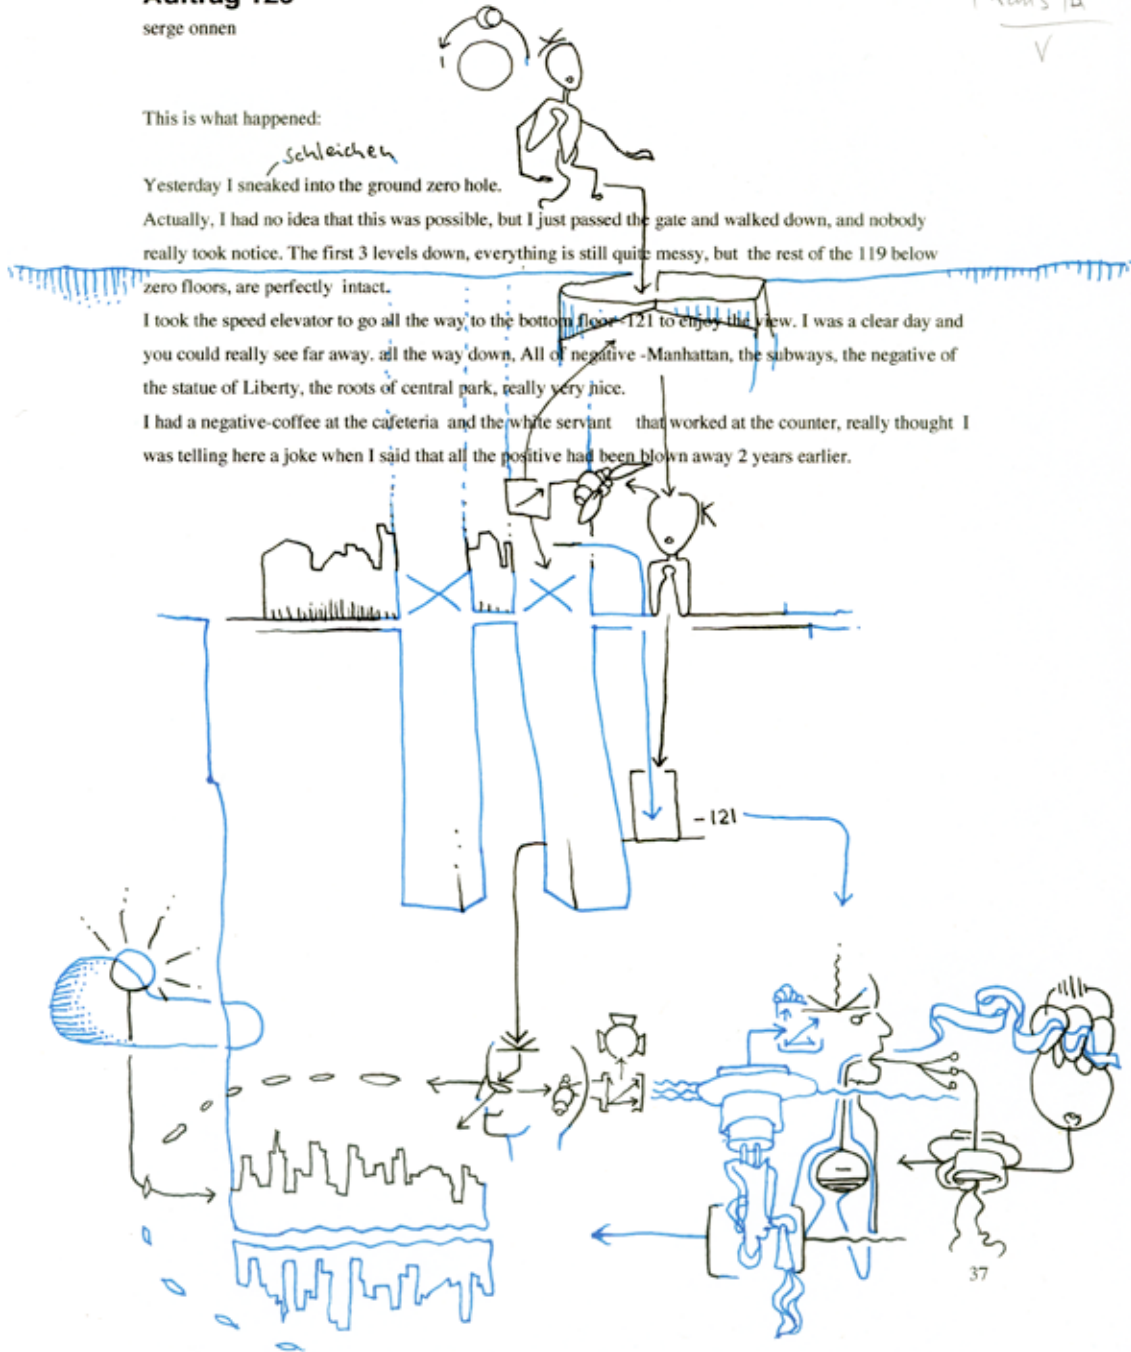 Auftrag 123
serge onnen
This is what happened:
schleichen
Yesterday I sneaked into the ground zero hole.
Actually, I had no idea that this was possible, but I just passed the gate and walked down, and nobody
really took notice. The first 3 levels down, everything is still quite messy, but the rest of the 119 below
zero floors, are perfectly intact.
I took the speed elevator to go all the way to the bottom floor -121 to enjoy the view. I was a clear day and
you could really see far away. all the way down, All of negative -Manhattan, the subways, the negative of
the statue of Liberty, the roots of central park, really very nice.
I had a negative-coffee at the cafeteria and the white servant that worked at the counter, really thought I
was telling here a joke when I said that all the positive had been blown away 2 years earlier.
K
-121
37